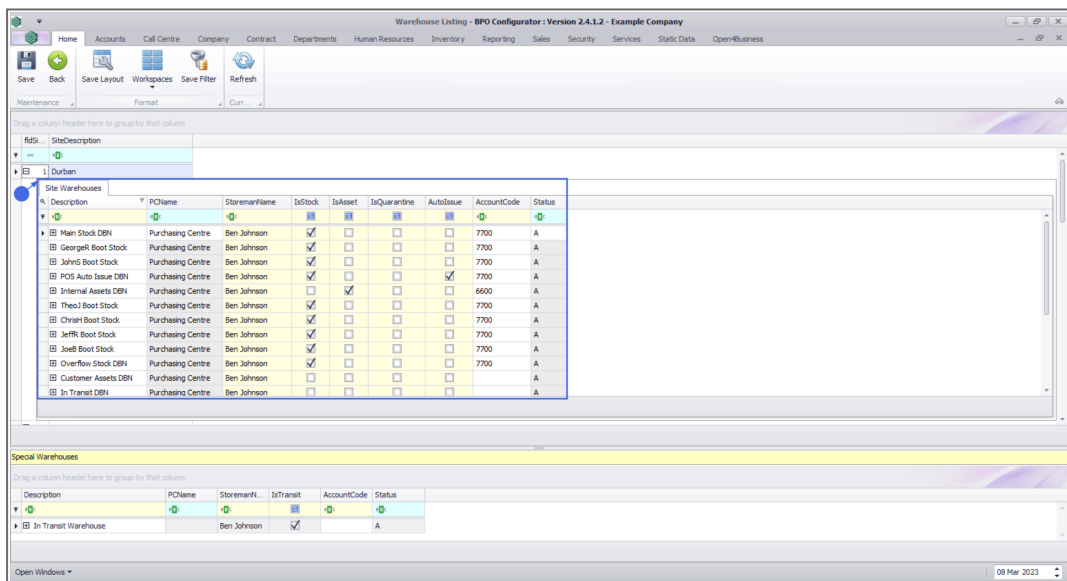 Warehouse Listing - BPO Configurator : Version 2.4.1.2 - Example Company
Home Accounts Call Centre Company Contract Departments Human Resources Inventory Reporting Sales Security Services Static Data Open4Business
Save Back Save Layout Workspaces Save Filter Refresh
Maintenance Format Curr ...
Drag a column header here to group by that column
fldSi... SiteDescription
1 Durban
Site Warehouses
Description PCName StoremanName IsStock IsAsset IsQuarantine AutoIssue AccountCode Status
Main Stock DBN Purchasing Centre Ben Johnson 7700 A
GeorgeR Boot Stock Purchasing Centre Ben Johnson 7700 A
JohnS Boot Stock Purchasing Centre Ben Johnson 7700 A
POS Auto Issue DBN Purchasing Centre Ben Johnson 7700 A
Internal Assets DBN Purchasing Centre Ben Johnson 6600 A
TheoJ Boot Stock Purchasing Centre Ben Johnson 7700 A
ChrisH Boot Stock Purchasing Centre Ben Johnson 7700 A
JeffR Boot Stock Purchasing Centre Ben Johnson 7700 A
JoeB Boot Stock Purchasing Centre Ben Johnson 7700 A
Overflow Stock DBN Purchasing Centre Ben Johnson 7700 A
Customer Assets DBN Purchasing Centre Ben Johnson A
In Transit DBN Purchasing Centre Ben Johnson A
Special Warehouses
Drag a column header here to group by that column
Description PCName StoremanN... IsTransit AccountCode Status
In Transit Warehouse Ben Johnson A
Open Windows 08 Mar 2023